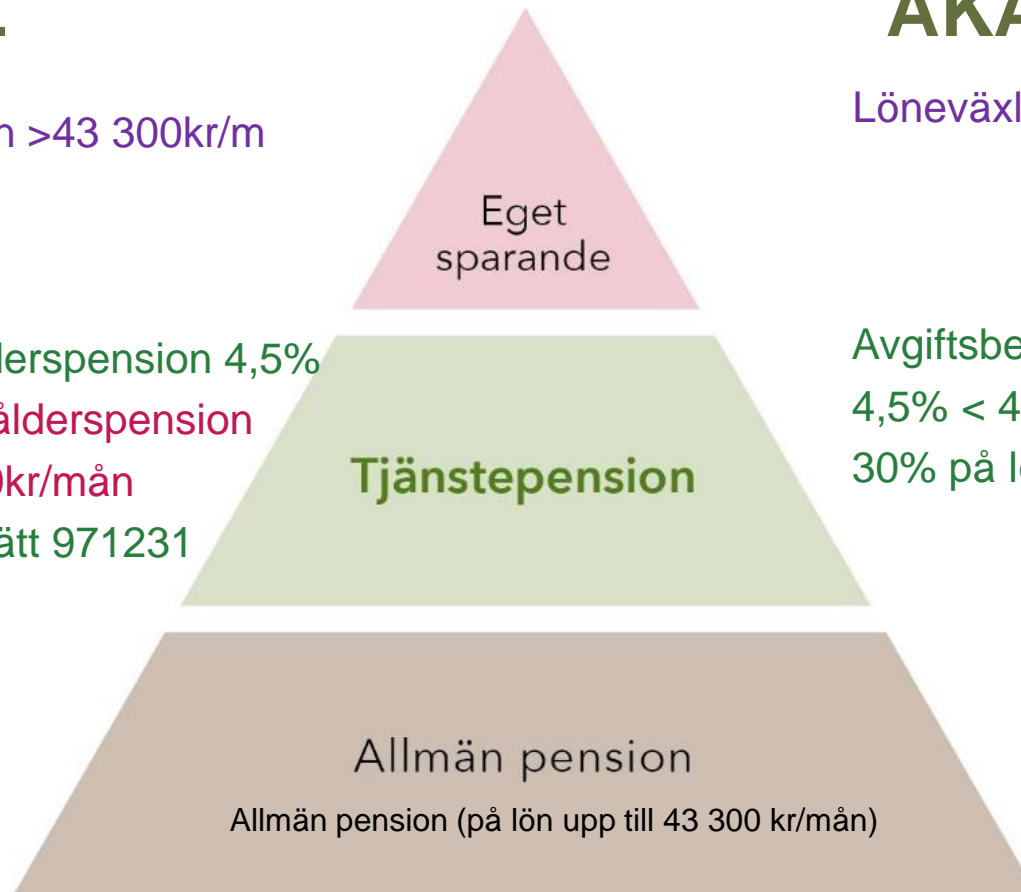 AKA
n >43 300kr/m
Löneväxl
Eget
sparande
lerspension 4,5%
ålderspension
0kr/mån
ätt 971231
Tjänstepension
Avgiftsbe
4,5% < 4
30% på l
Allmän pension
Allmän pension (på lön upp till 43 300 kr/mån)